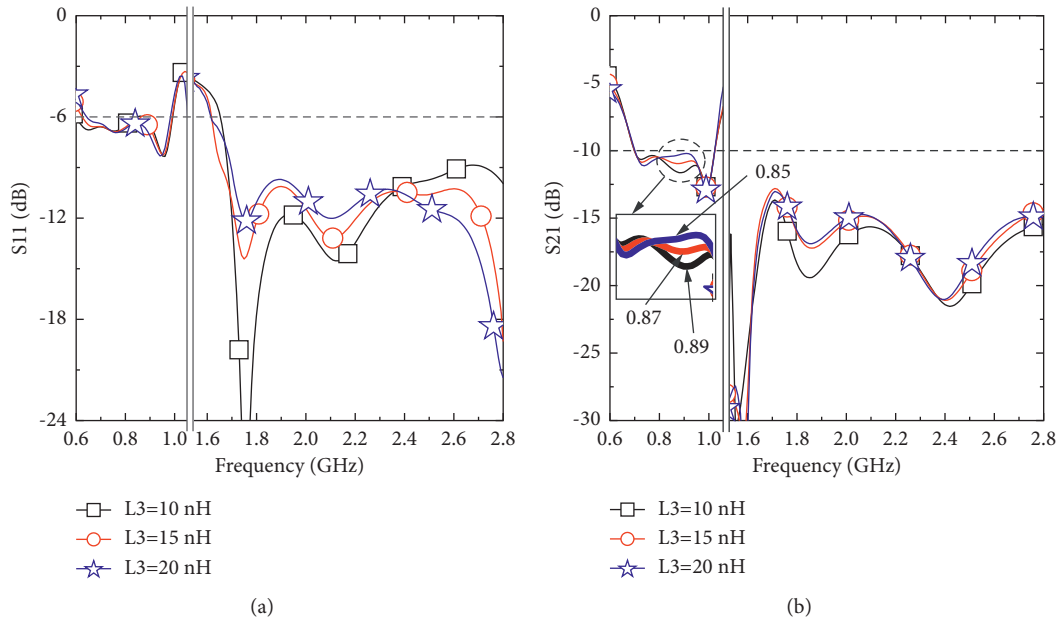 0
-6
-12
-18
-24
S11 (dB)
0.6
0.8
1.0
1.6
1.8
2.0
2.2
2.4
2.6
2.8
Frequency (GHz)
L3=10 nH
L3=15 nH
L3=20 nH
(a)
0
-5
-10
-15
-20
-25
-30
S21 (dB)
0.85
0.87
0.89
0.6
0.8
1.0
1.6
1.8
2.0
2.2
2.4
2.6
2.8
Frequency (GHz)
L3=10 nH
L3=15 nH
L3=20 nH
(b)